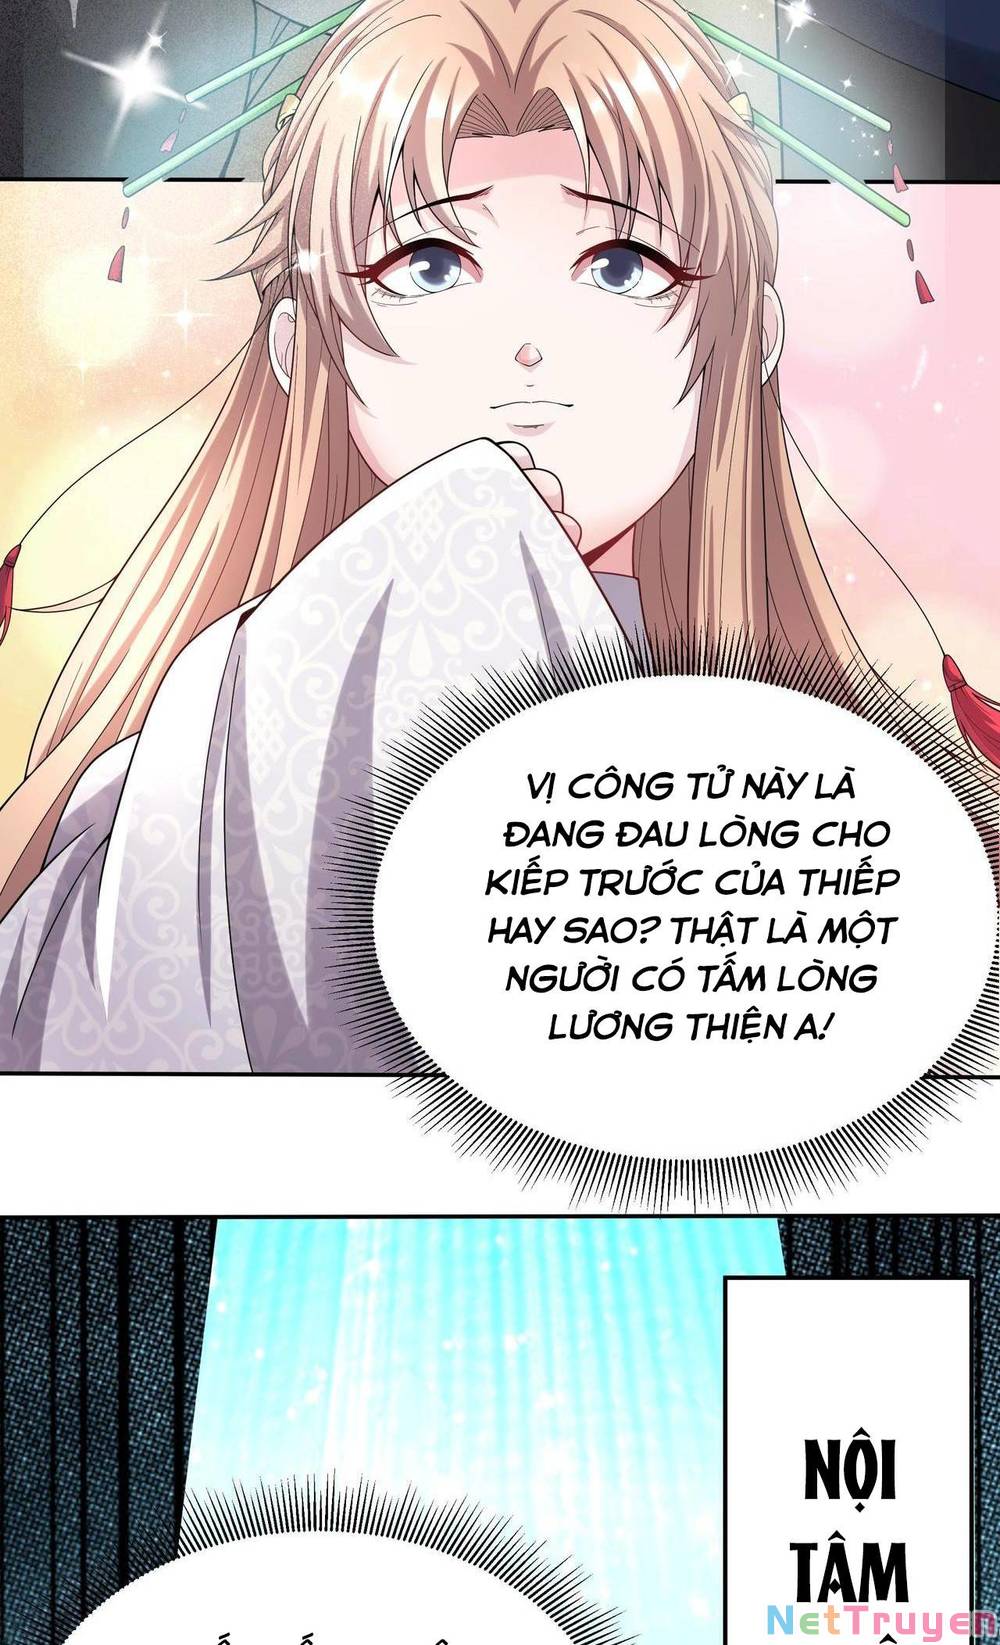 VỊ CÔNG TỬ NÀY LÀ
ĐANG ĐAU LÒNG CHO
KIẾP TRƯỚC CỦA THIẾP
HAY SAO? THẬT LÀ MỘT
NGƯỜI CÓ TẤM LÒNG
LƯƠNG THIỆN A!
NỘI
TÂM
NetTruyen